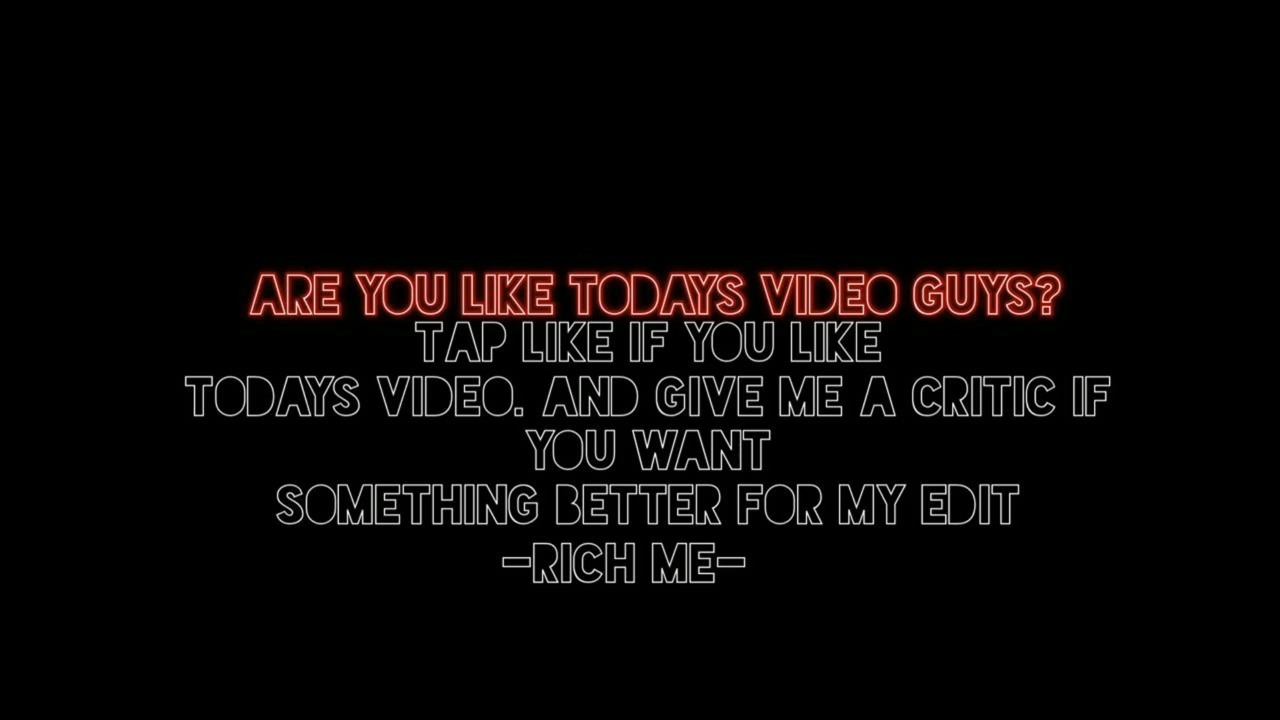 ARE YOU LIKE TODAYS VIDEO GUYS?
TAP LIKE IF YOU LIKE
TODAYS VIDEO. AND GIVE ME A CRITIC IF
YOU WANT
SOMETHING BETTER FOR MY EDIT
-RICH ME-